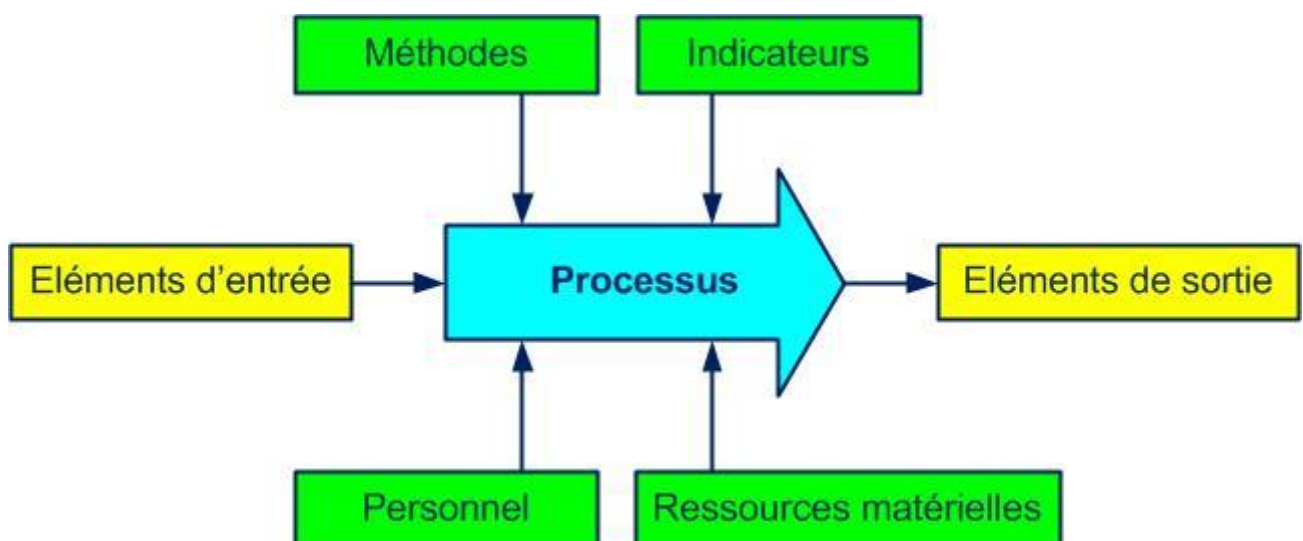 Méthodes
Indicateurs
Eléments d'entrée
Processus
Eléments de sortie
Personnel
Ressources matérielles